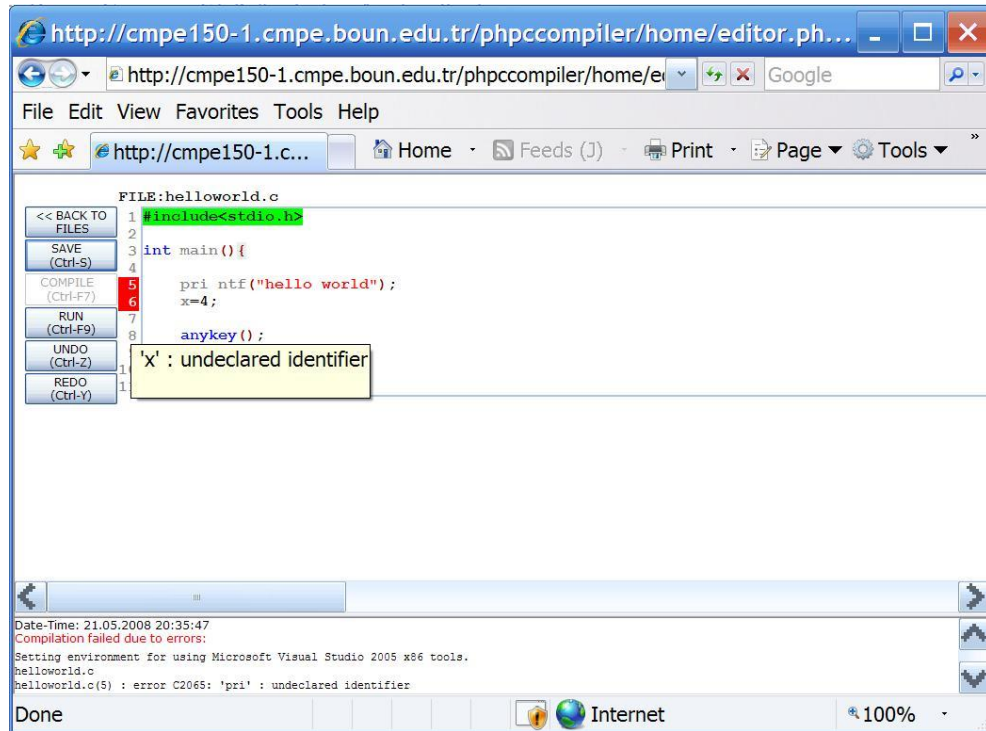 http://cmpe150-1.cmpe.boun.edu.tr/phpccompiler/home/editor.ph...
http://cmpe150-1.cmpe.boun.edu.tr/phpccompiler/home/e Google
File Edit View Favorites Tools Help
http://cmpe150-1.c... Home Feeds (J) Print Page Tools »
FILE:helloworld.c
<< BACK TO FILES
SAVE (Ctrl-S)
COMPILE (Ctrl-F7)
RUN (Ctrl-F9)
UNDO (Ctrl-Z)
REDO (Ctrl-Y)
1 #include<stdio.h>
2
3 int main(){
4
5 pri ntf("hello world");
6 x=4;
7
8 anykey();
'x' : undeclared identifier
Date-Time: 21.05.2008 20:35:47
Compilation failed due to errors:
Setting environment for using Microsoft Visual Studio 2005 x86 tools.
helloworld.c
helloworld.c(5) : error C2065: 'pri' : undeclared identifier
Done Internet 100%